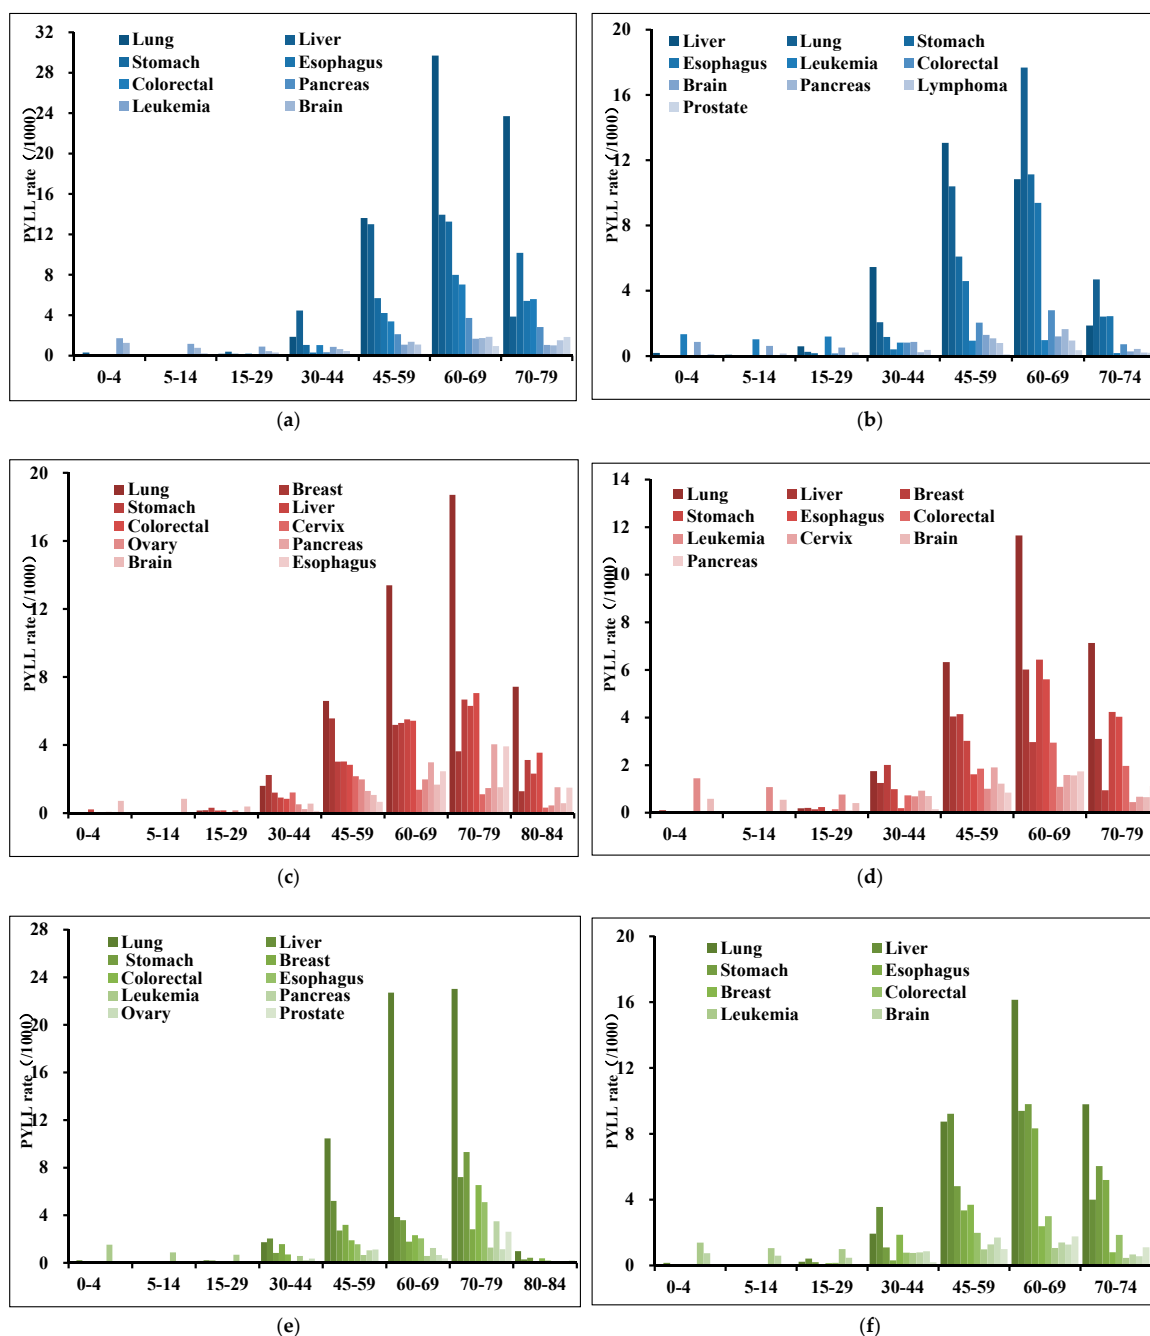 32
28
24
20
16
12
8
4
0
PYLL rate（/1000）
Lung Liver
Stomach Esophagus
Colorectal Pancreas
Leukemia Brain
0-4 5-14 15-29 30-44 45-59 60-69 70-79
(a)
20
16
12
8
4
0
PYLL rate（/1000）
Liver Lung Stomach
Esophagus Leukemia Colorectal
Brain Pancreas Lymphoma
Prostate
0-4 5-14 15-29 30-44 45-59 60-69 70-74
(b)
20
16
12
8
4
0
PYLL rate（/1000）
Lung Breast
Stomach Liver
Colorectal Cervix
Ovary Pancreas
Brain Esophagus
0-4 5-14 15-29 30-44 45-59 60-69 70-79 80-84
(c)
14
12
10
8
6
4
2
0
PYLL rate（/1000）
Lung Liver Breast
Stomach Esophagus Colorectal
Leukemia Cervix Brain
Pancreas
0-4 5-14 15-29 30-44 45-59 60-69 70-79
(d)
28
24
20
16
12
8
4
0
PYLL rate（/1000）
Lung Liver
Stomach Breast
Colorectal Esophagus
Leukemia Pancreas
Ovary Prostate
0-4 5-14 15-29 30-44 45-59 60-69 70-79 80-84
(e)
20
16
12
8
4
0
PYLL rate（/1000）
Lung Liver
Stomach Esophagus
Breast Colorectal
Leukemia Brain
0-4 5-14 15-29 30-44 45-59 60-69 70-74
(f)